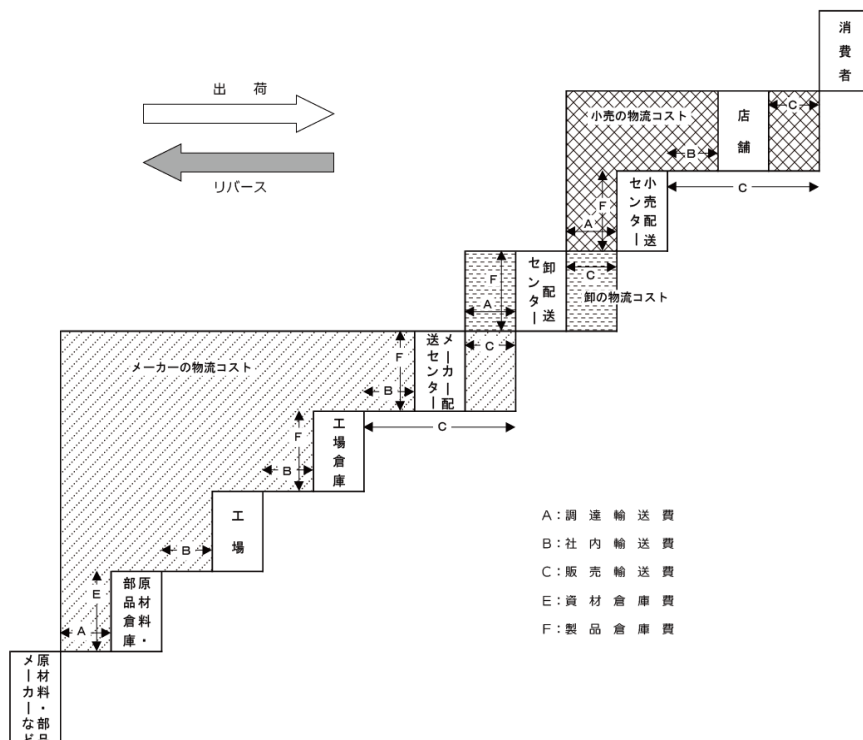 消費者
出荷
小売の物流コスト
店舗
C
B
リバース
小売配送
センター
F
C
A
卸配送
センター
F
C
卸の物流コスト
A
メーカーの物流コスト
メーカー配
送センター
F
C
B
工場倉庫
F
C
B
工場
A：調達輸送費
B：社内輸送費
B
C：販売輸送費
原材料・
部品倉庫
E
E：資材倉庫費
A
F：製品倉庫費
原材料・部品
メーカーなど